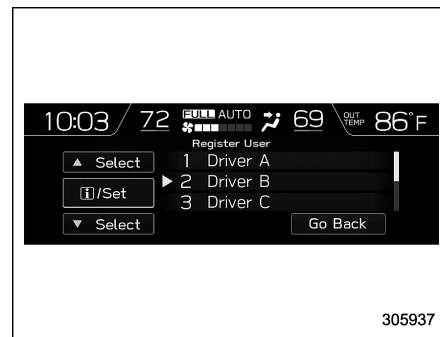 10:03 72 FULL AUTO 69 OUT TEMP 86°F
Register User
▲ Select 1 Driver A
i/Set ▶ 2 Driver B
3 Driver C
▼ Select Go Back
305937